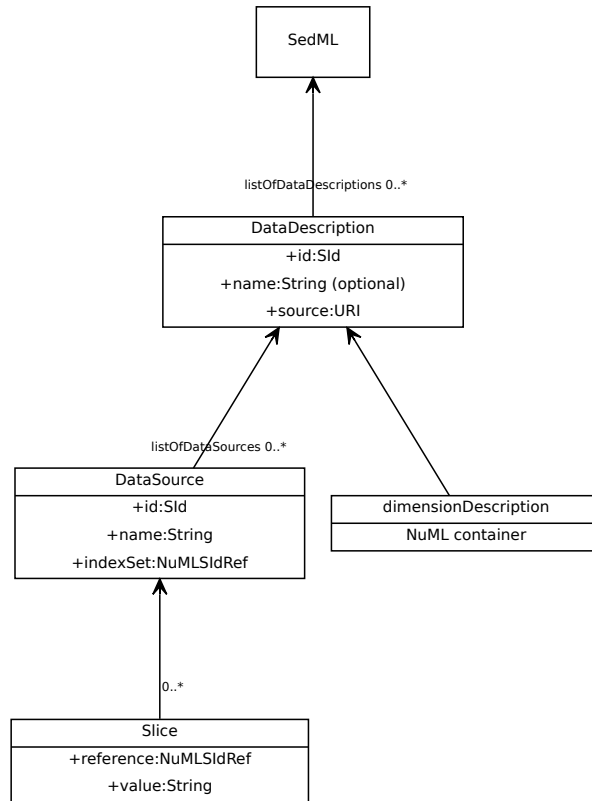 SedML
listOfDataDescriptions 0..*
DataDescription
+id:SId
+name:String (optional)
+source:URI
listOfDataSources 0..*
DataSource
+id:SId
+name:String
+indexSet:NuMLSIdRef
dimensionDescription
NuML container
0..*
Slice
+reference:NuMLSIdRef
+value:String